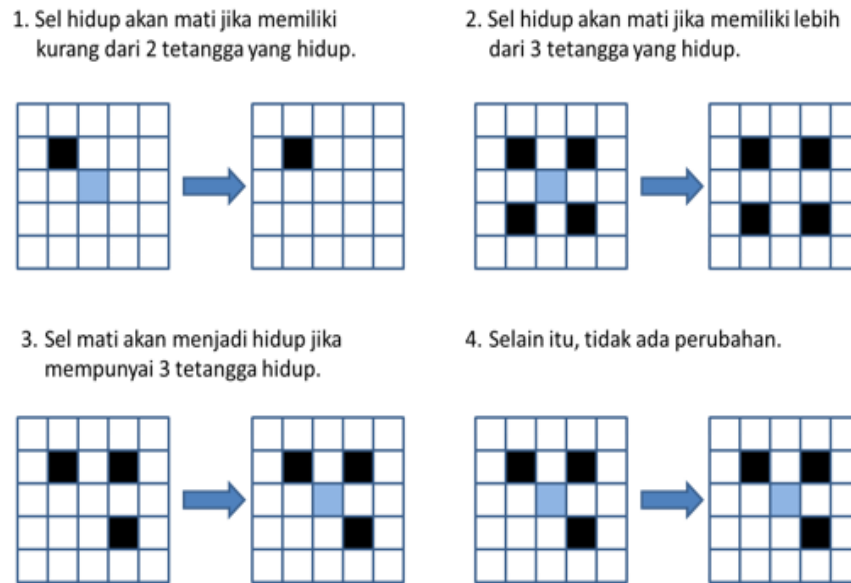 1. Sel hidup akan mati jika memiliki
kurang dari 2 tetangga yang hidup.
2. Sel hidup akan mati jika memiliki lebih
dari 3 tetangga yang hidup.
3. Sel mati akan menjadi hidup jika
mempunyai 3 tetangga hidup.
4. Selain itu, tidak ada perubahan.